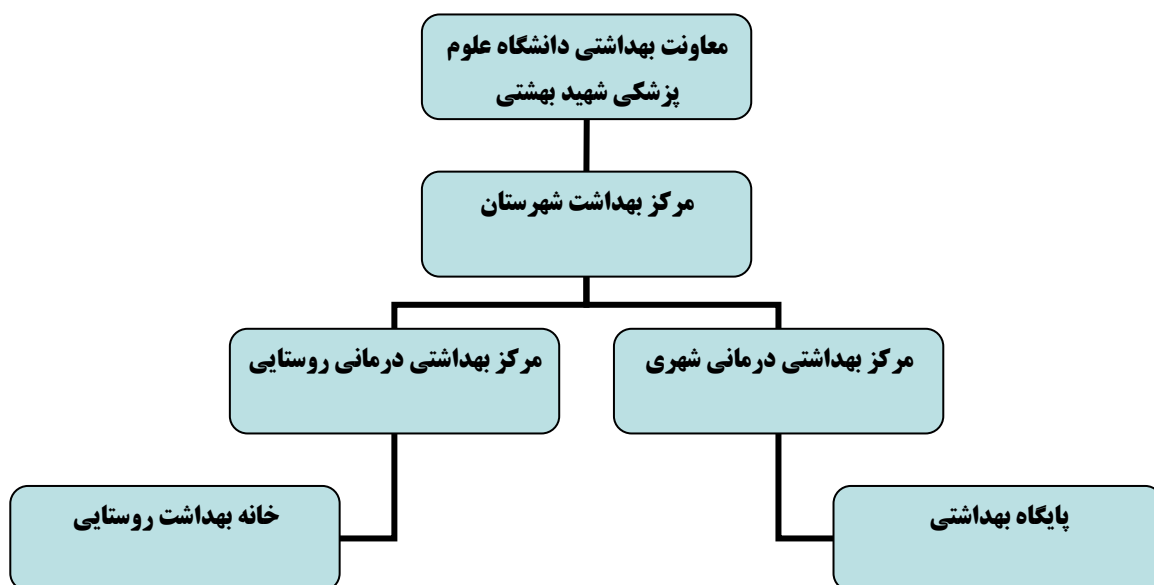 معاونت بهداشتی دانشگاه علوم
پزشکی شهید بهشتی
مرکز بهداشت شهرستان
مرکز بهداشتی درمانی شهری
مرکز بهداشتی درمانی روستایی
پایگاه بهداشتی
خانه بهداشت روستایی